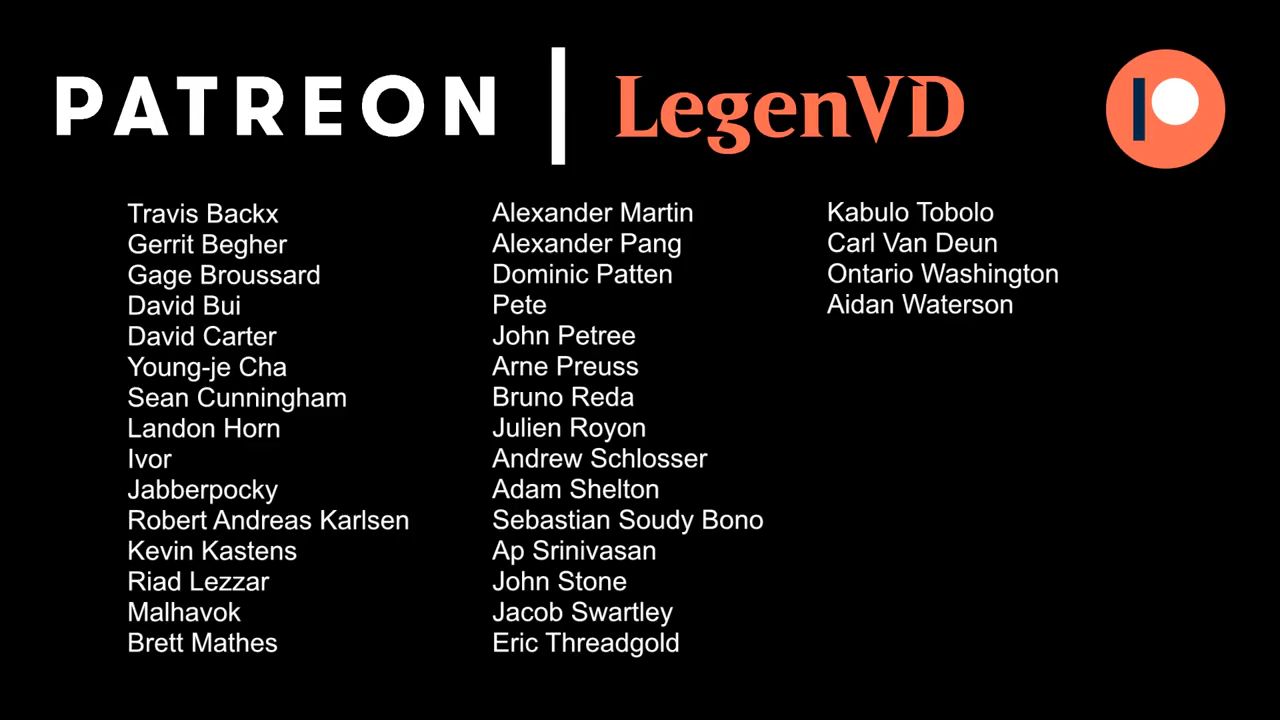 PATREON | LegenVD
Travis Backx
Gerrit Begher
Gage Broussard
David Bui
David Carter
Young-je Cha
Sean Cunningham
Landon Horn
Ivor
Jabberpocky
Robert Andreas Karlsen
Kevin Kastens
Riad Lezzar
Malhavok
Brett Mathes
Alexander Martin
Alexander Pang
Dominic Patten
Pete
John Petree
Arne Preuss
Bruno Reda
Julien Royon
Andrew Schlosser
Adam Shelton
Sebastian Soudy Bono
Ap Srinivasan
John Stone
Jacob Swartley
Eric Threadgold
Kabulo Tobolo
Carl Van Deun
Ontario Washington
Aidan Waterson